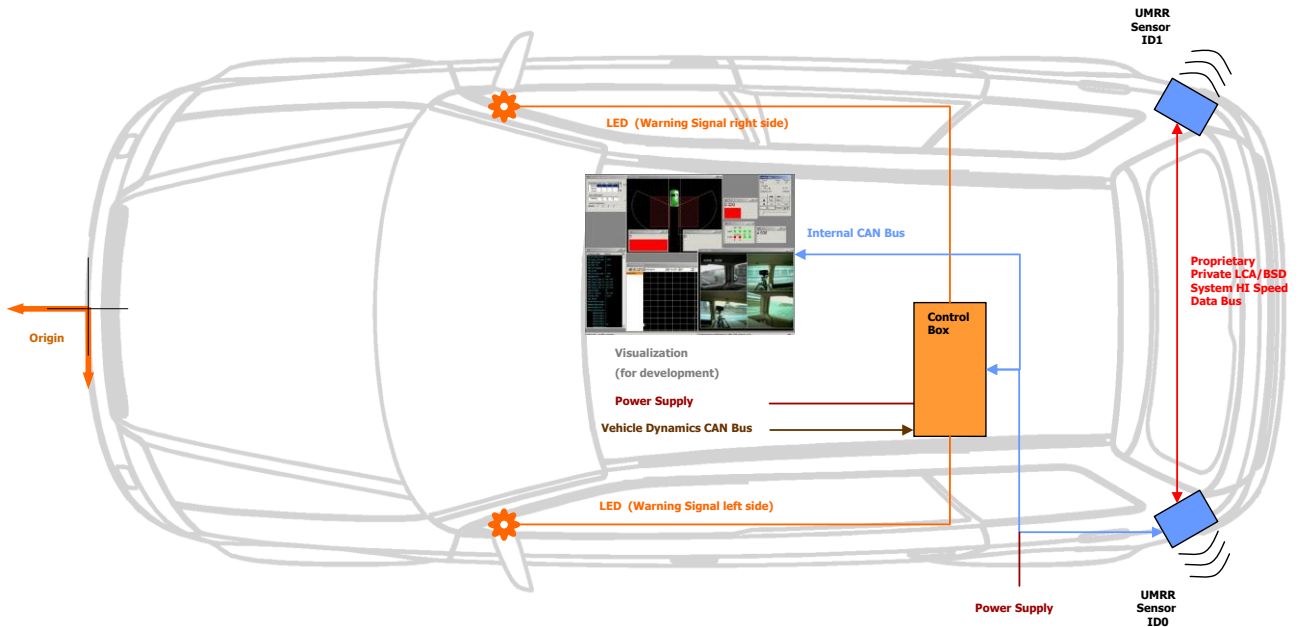 UMRR
Sensor
ID1
LED  (Warning Signal right side)
Internal CAN Bus
Proprietary
Private LCA/BSD
System HI Speed
Data Bus
Control
Box
Origin
Visualization
(for development)
Power Supply
Vehicle Dynamics CAN Bus
LED  (Warning Signal left side)
Power Supply
UMRR
Sensor
ID0